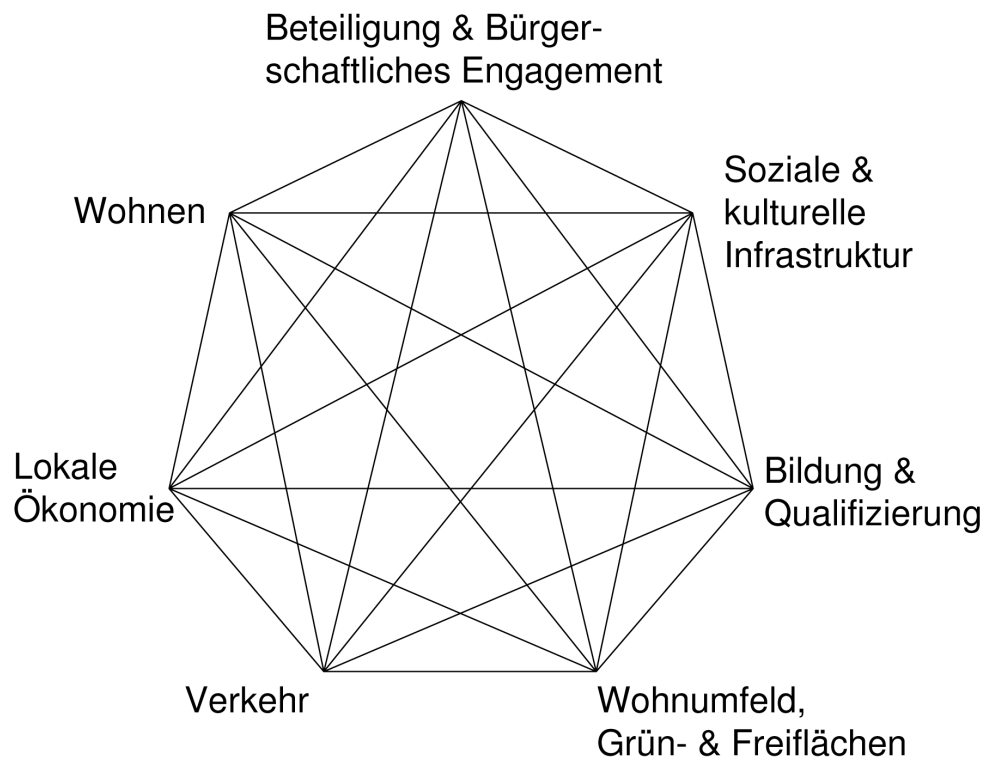 Beteiligung & Bürger-
schaftliches Engagement
Soziale &
kulturelle
Infrastruktur
Wohnen
Lokale
Ökonomie
Bildung &
Qualifizierung
Verkehr
Wohnumfeld,
Grün- & Freiflächen